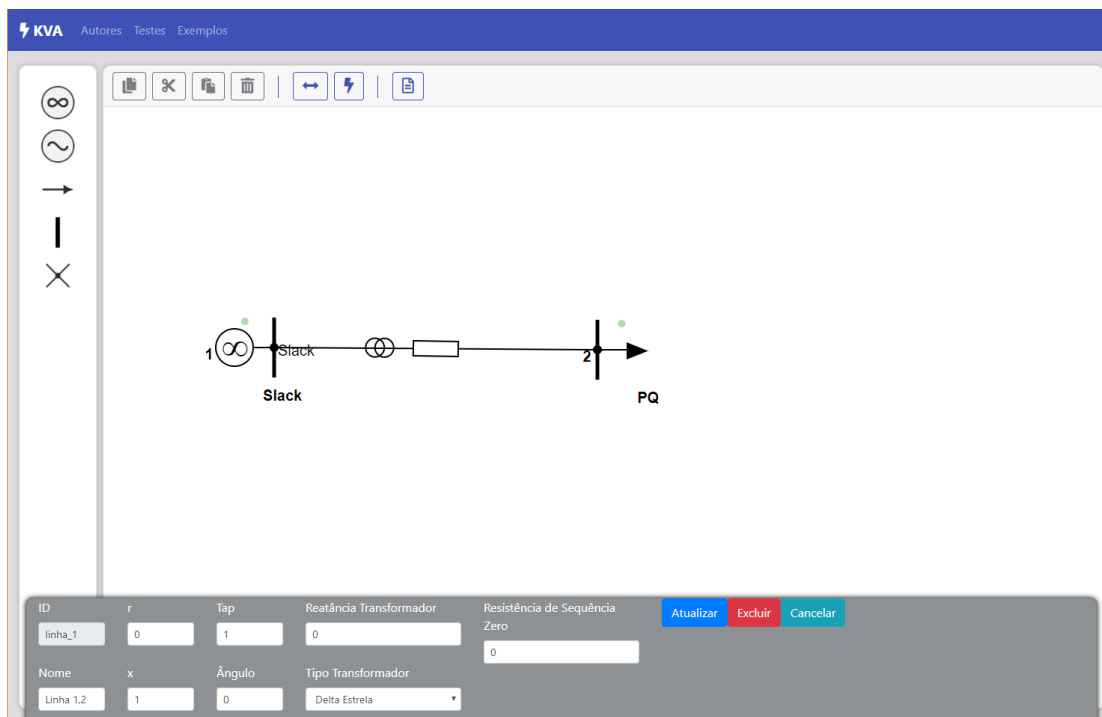 KVA Autores Testes Exemplos
1
Slack
2
Slack
PQ
ID r Tap Reatância Transformador Resistência de Sequência Zero
Atualizar Excluir Cancelar
linha_1 0 1 0
0
Nome x Ângulo Tipo Transformador
Linha 1,2 1 0 Delta Estrela